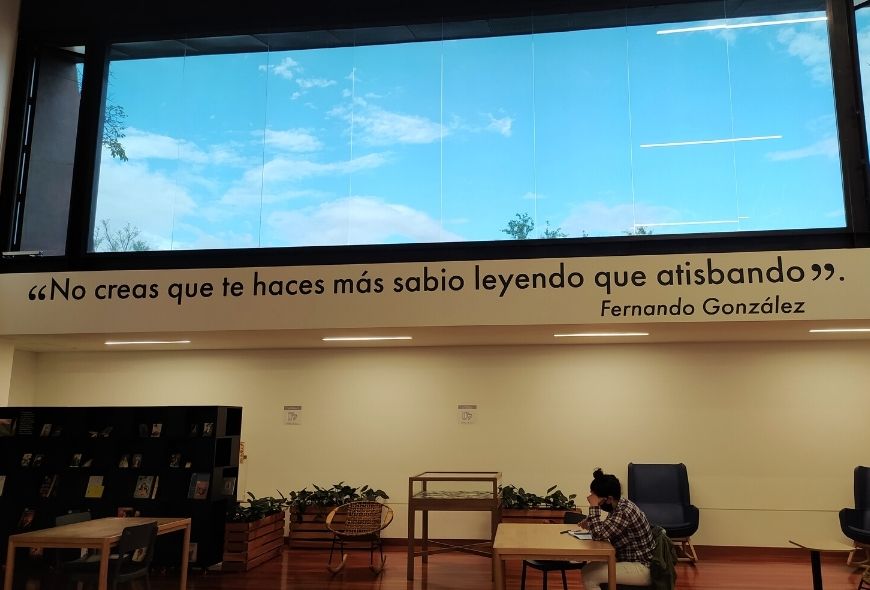 “No creas que te haces más sabio leyendo que atisbando”.
Fernando González